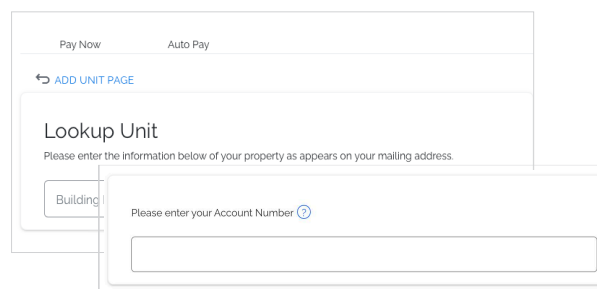 Pay Now Auto Pay
ADD UNIT PAGE
Lookup Unit
Please enter the information below of your property as appears on your mailing address.
Building
Please enter your Account Number ?